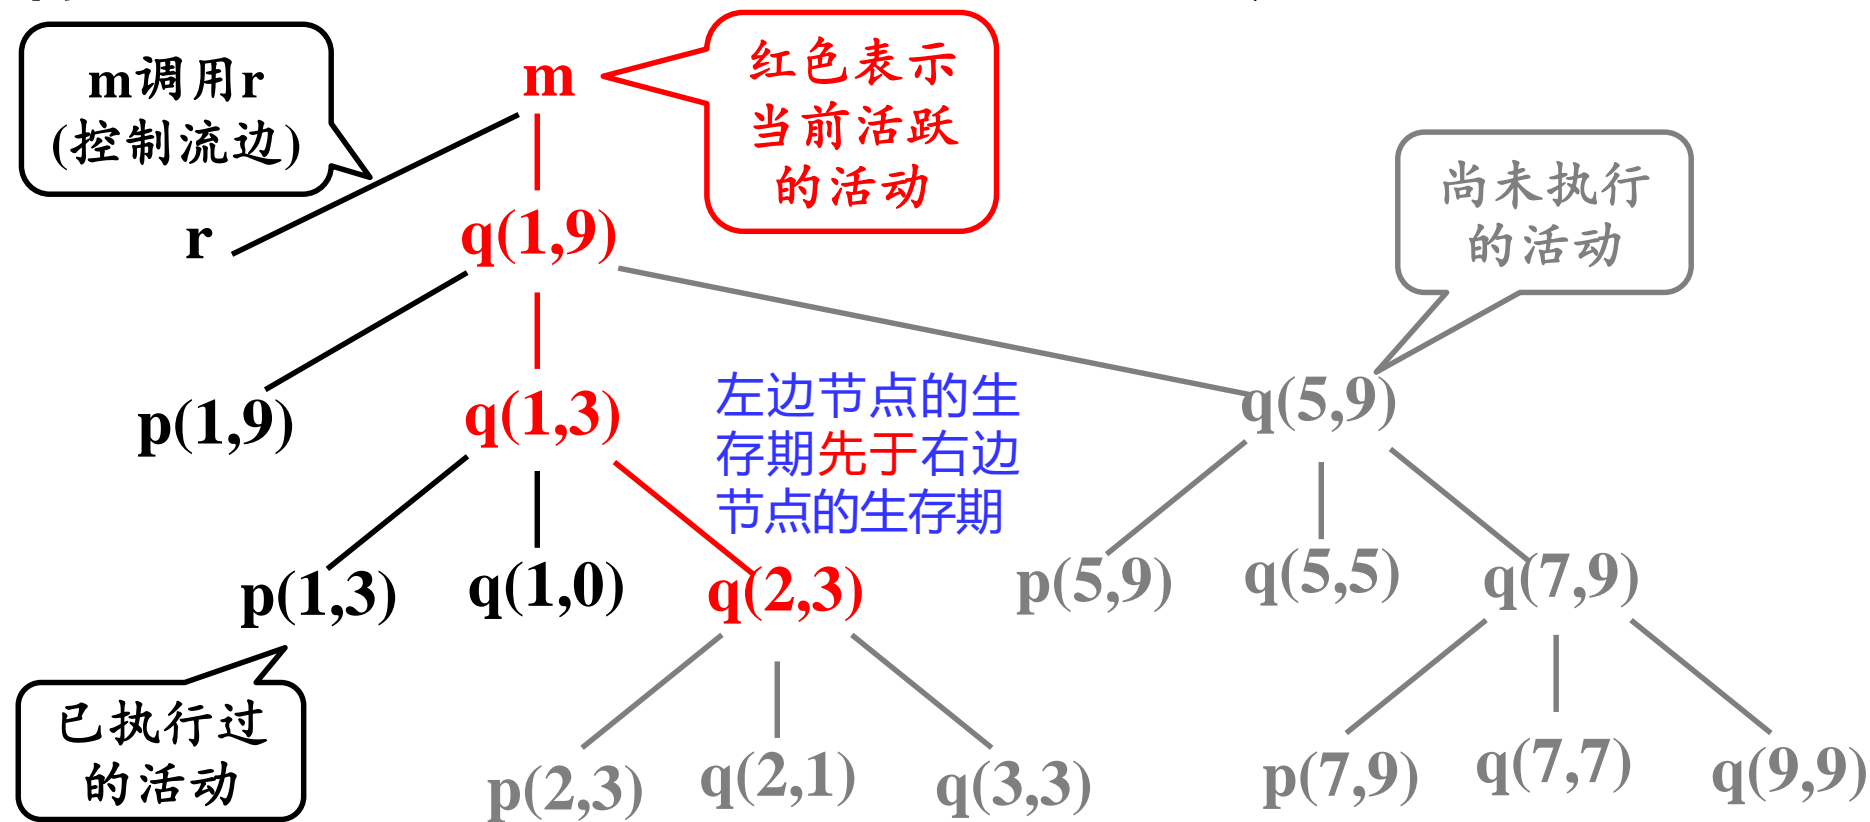 m调用r
(控制流边)
m
红色表示
当前活跃
的活动
尚未执行
的活动
r
q(1,9)
p(1,9)
q(1,3)
左边节点的生
存期先于右边
节点的生存期
q(5,9)
p(1,3)
q(1,0)
q(2,3)
p(5,9)
q(5,5)
q(7,9)
已执行过
的活动
p(2,3)
q(2,1)
q(3,3)
p(7,9)
q(7,7)
q(9,9)